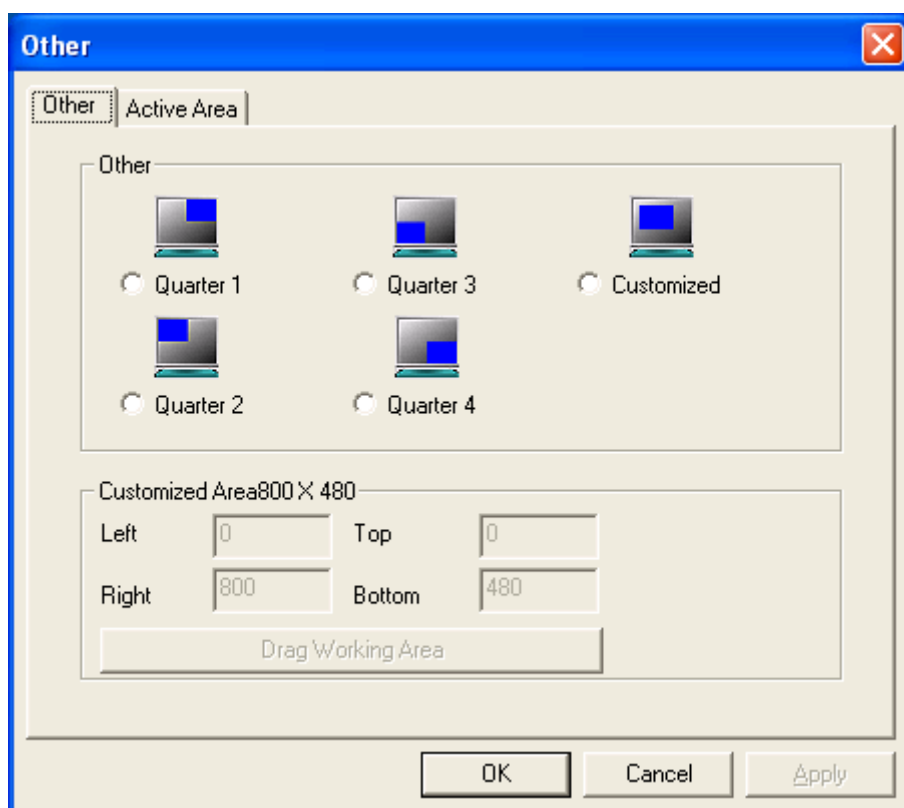 Other
Other Active Area
Other
Quarter 1 Quarter 3 Customized
Quarter 2 Quarter 4
Customized Area800 X 480
Left 0 Top 0
Right 800 Bottom 480
Drag Working Area
OK Cancel Apply